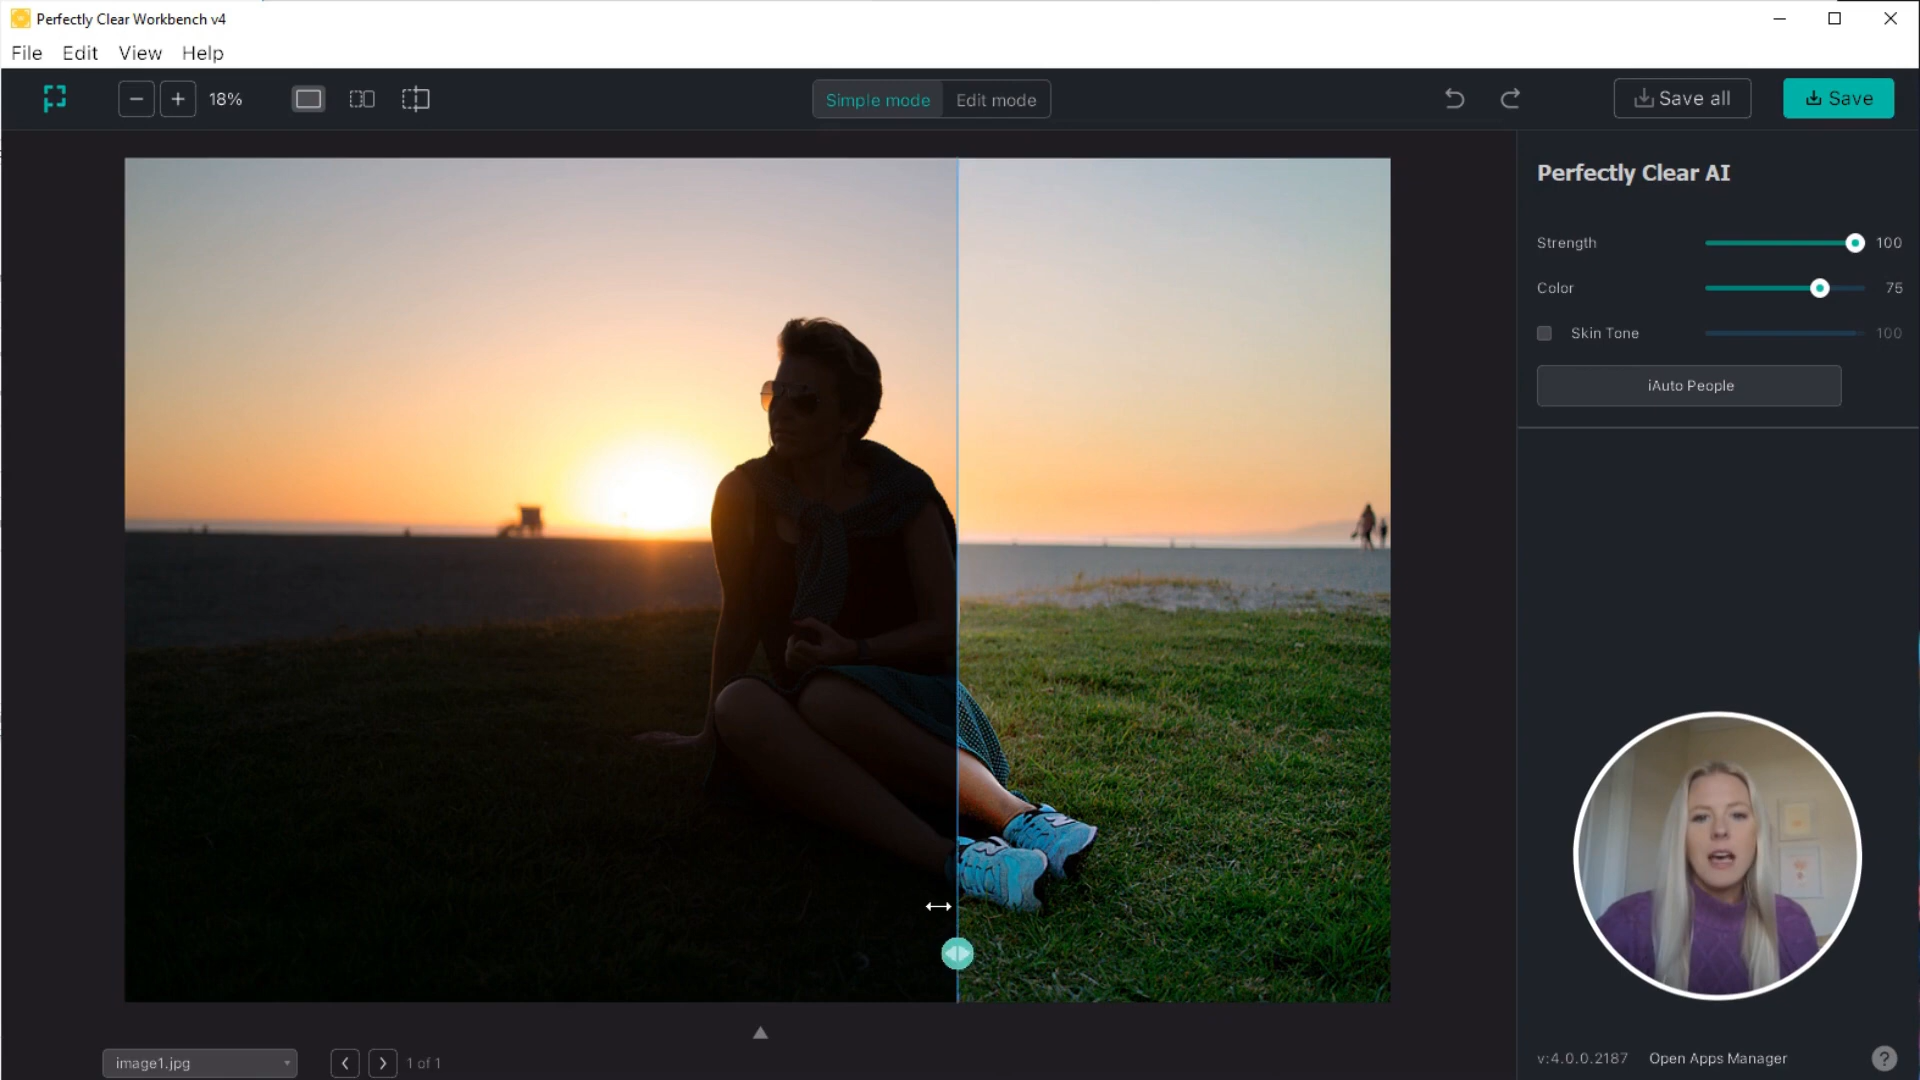 Perfectly Clear Workbench v4
File Edit View Help
18%
Simple mode Edit mode
Save all
Save
Perfectly Clear AI
Strength 100
Color 75
Skin Tone 100
iAuto People
image1.jpg
1 of 1
v:4.0.0.2187 Open Apps Manager ?